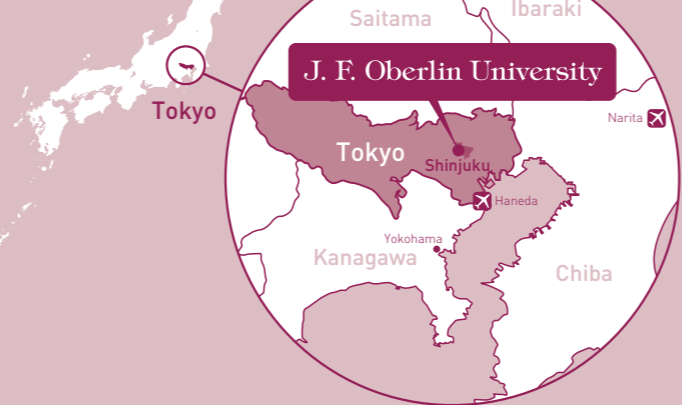 Saitama
Ibaraki
J. F. Oberlin University
Tokyo
Narita
Tokyo
Shinjuku
Haneda
Yokohama
Kanagawa
Chiba